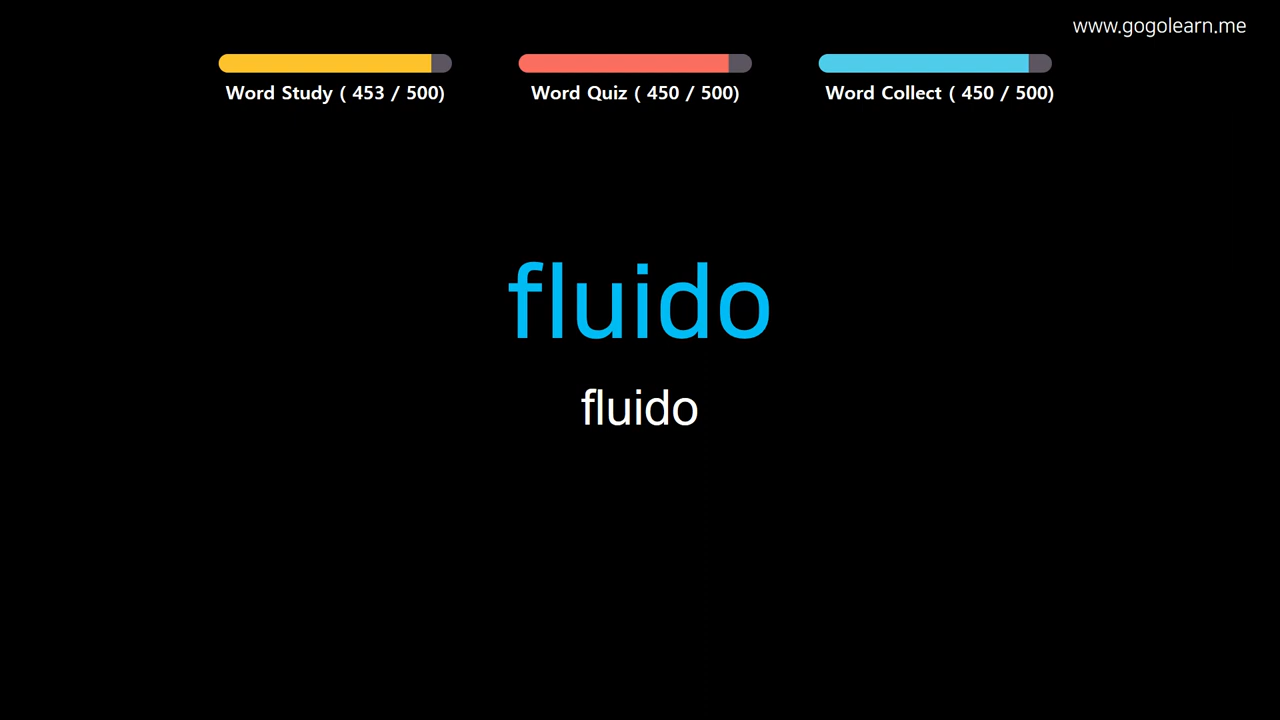 www.gogolearn.me
Word Study ( 453 / 500)
Word Quiz ( 450 / 500)
Word Collect ( 450 / 500)
fluido
fluido